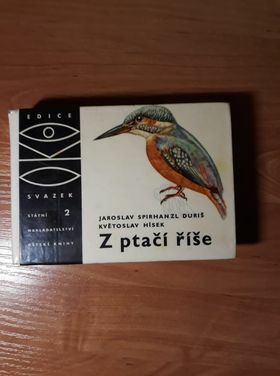 EDICE
OKO
SVAZEK
2
STÁTNÍ
NAKLADATELSTVÍ
DĚTSKÉ KNIHY
JAROSLAV SPIRHANZL DURIŠ
KVĚTOSLAV HÍSEK
Z ptačí říše